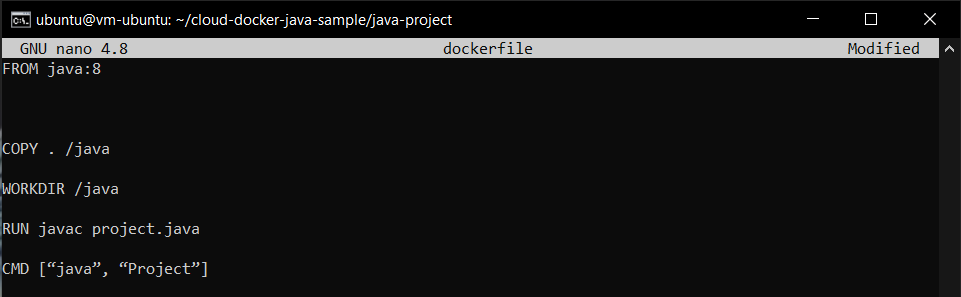 ubuntu@vm-ubuntu: ~/cloud-docker-java-sample/java-project
GNU nano 4.8 dockerfile Modified
FROM java:8
COPY . /java
WORKDIR /java
RUN javac project.java
CMD [“java”, “Project”]